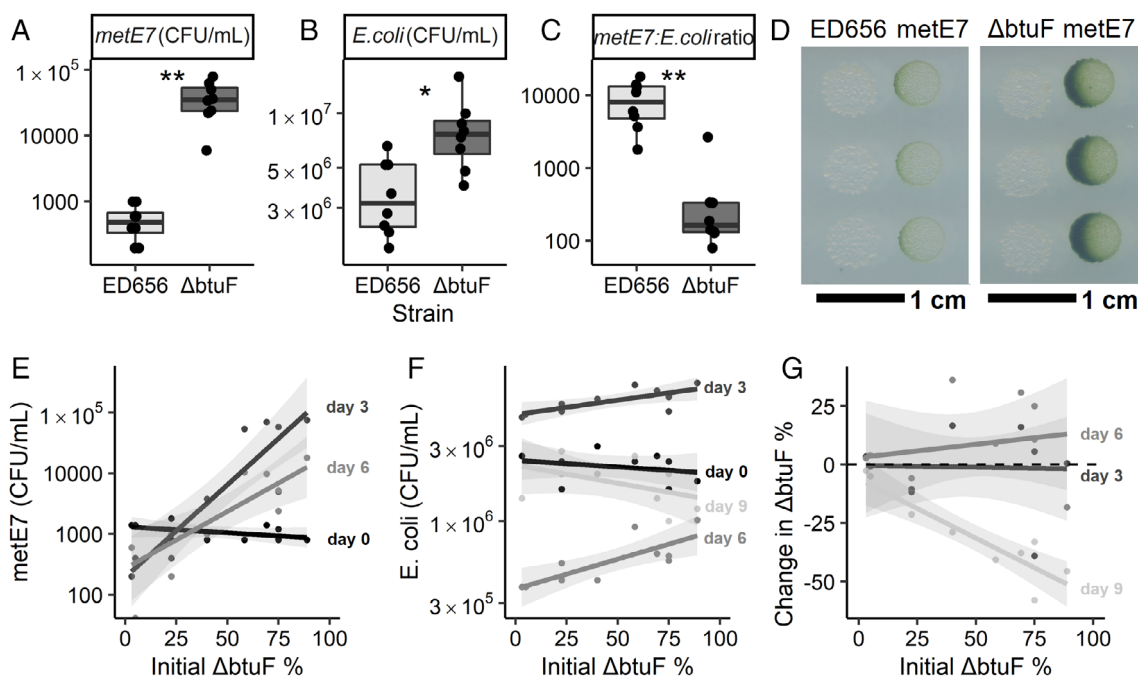 A
metE7 (CFU/mL)
1 × 10^5
10000
1000
**
ED656 ΔbtuF
B
E.coli (CFU/mL)
1 × 10^7
5 × 10^6
3 × 10^6
*
ED656 ΔbtuF
Strain
C
metE7:E.coli ratio
10000
1000
100
**
ED656 ΔbtuF
D
ED656 metE7
ΔbtuF metE7
1 cm
1 cm
E
metE7 (CFU/mL)
1 × 10^5
10000
1000
100
day 3
day 6
day 0
0 25 50 75 100
Initial ΔbtuF %
F
E. coli (CFU/mL)
3 × 10^6
1 × 10^6
3 × 10^5
day 3
day 0
day 9
day 6
0 25 50 75 100
Initial ΔbtuF %
G
Change in ΔbtuF %
25
0
-25
-50
day 6
day 3
day 9
0 25 50 75 100
Initial ΔbtuF %